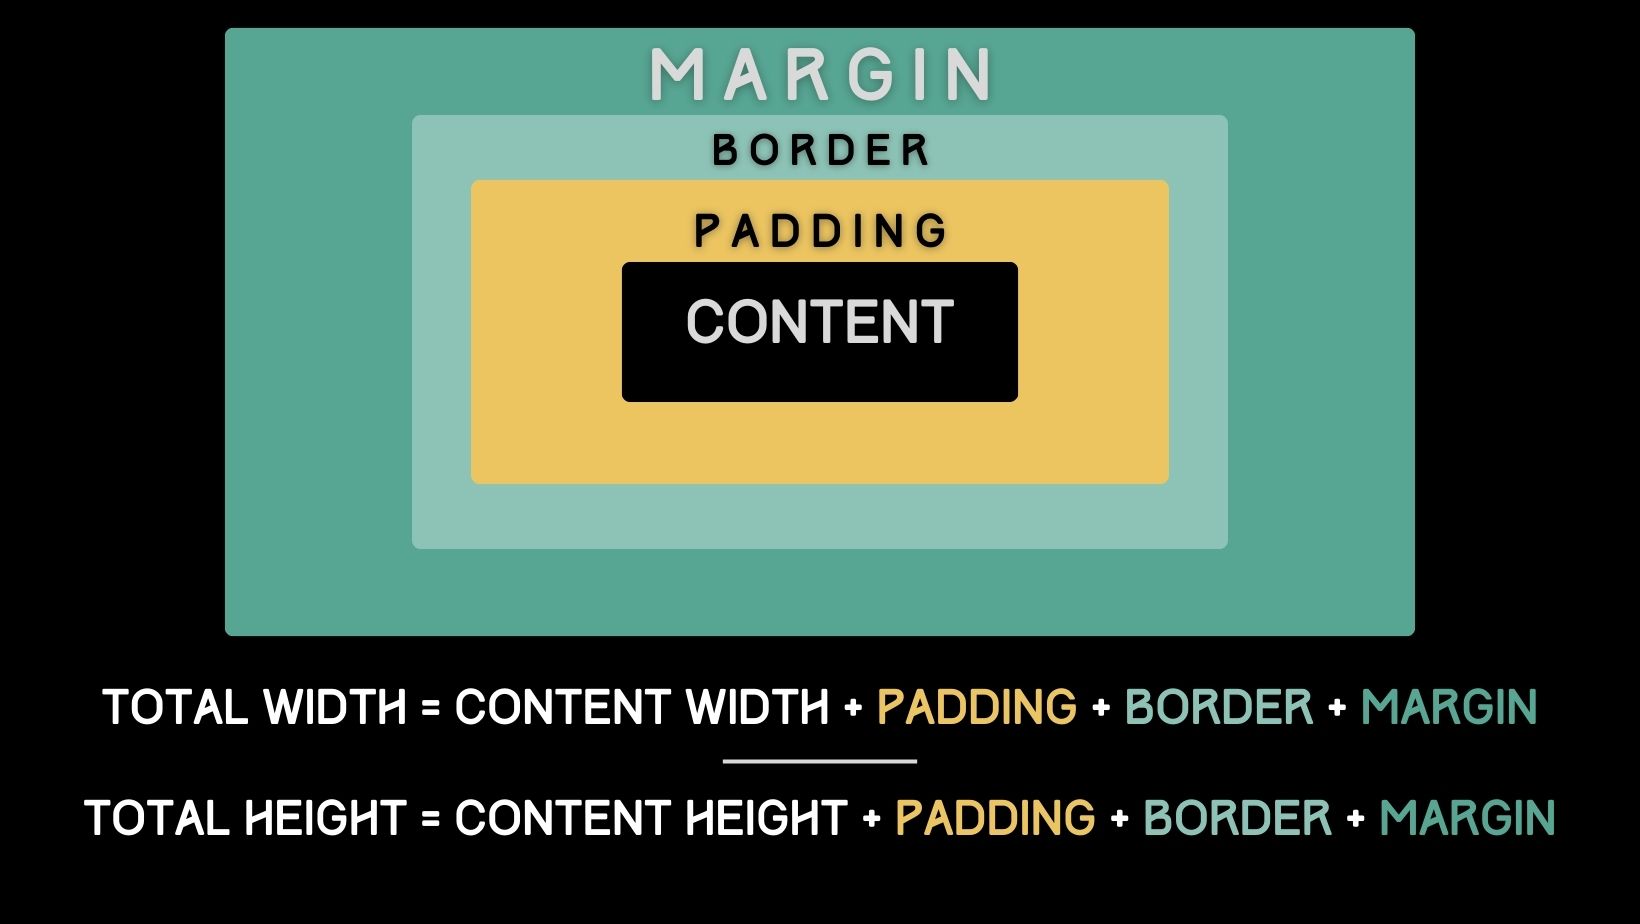 MARGIN
BORDER
PADDING
CONTENT
TOTAL WIDTH = CONTENT WIDTH + PADDING + BORDER + MARGIN
TOTAL HEIGHT = CONTENT HEIGHT + PADDING + BORDER + MARGIN